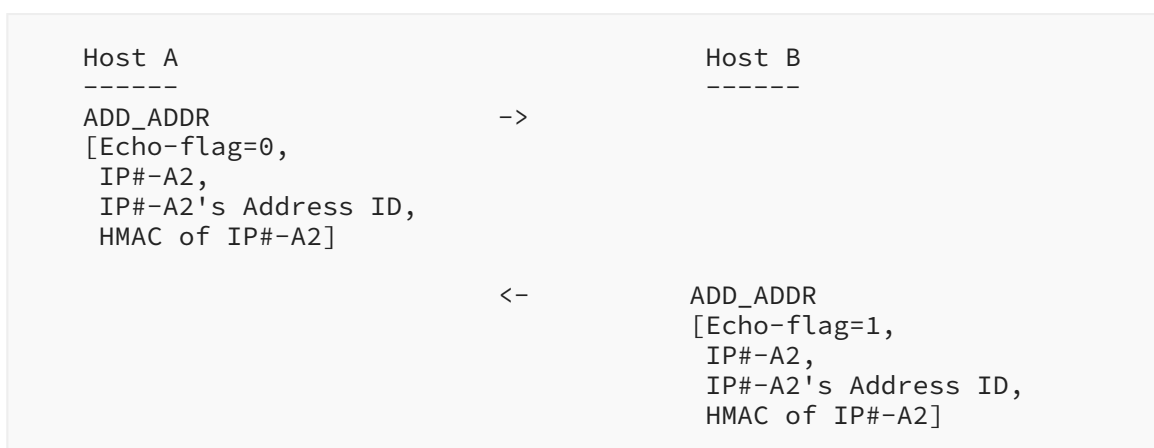 Host A Host B
------ ------
ADD_ADDR ->
[Echo-flag=0,
IP#-A2,
IP#-A2's Address ID,
HMAC of IP#-A2]
<- ADD_ADDR
[Echo-flag=1,
IP#-A2,
IP#-A2's Address ID,
HMAC of IP#-A2]